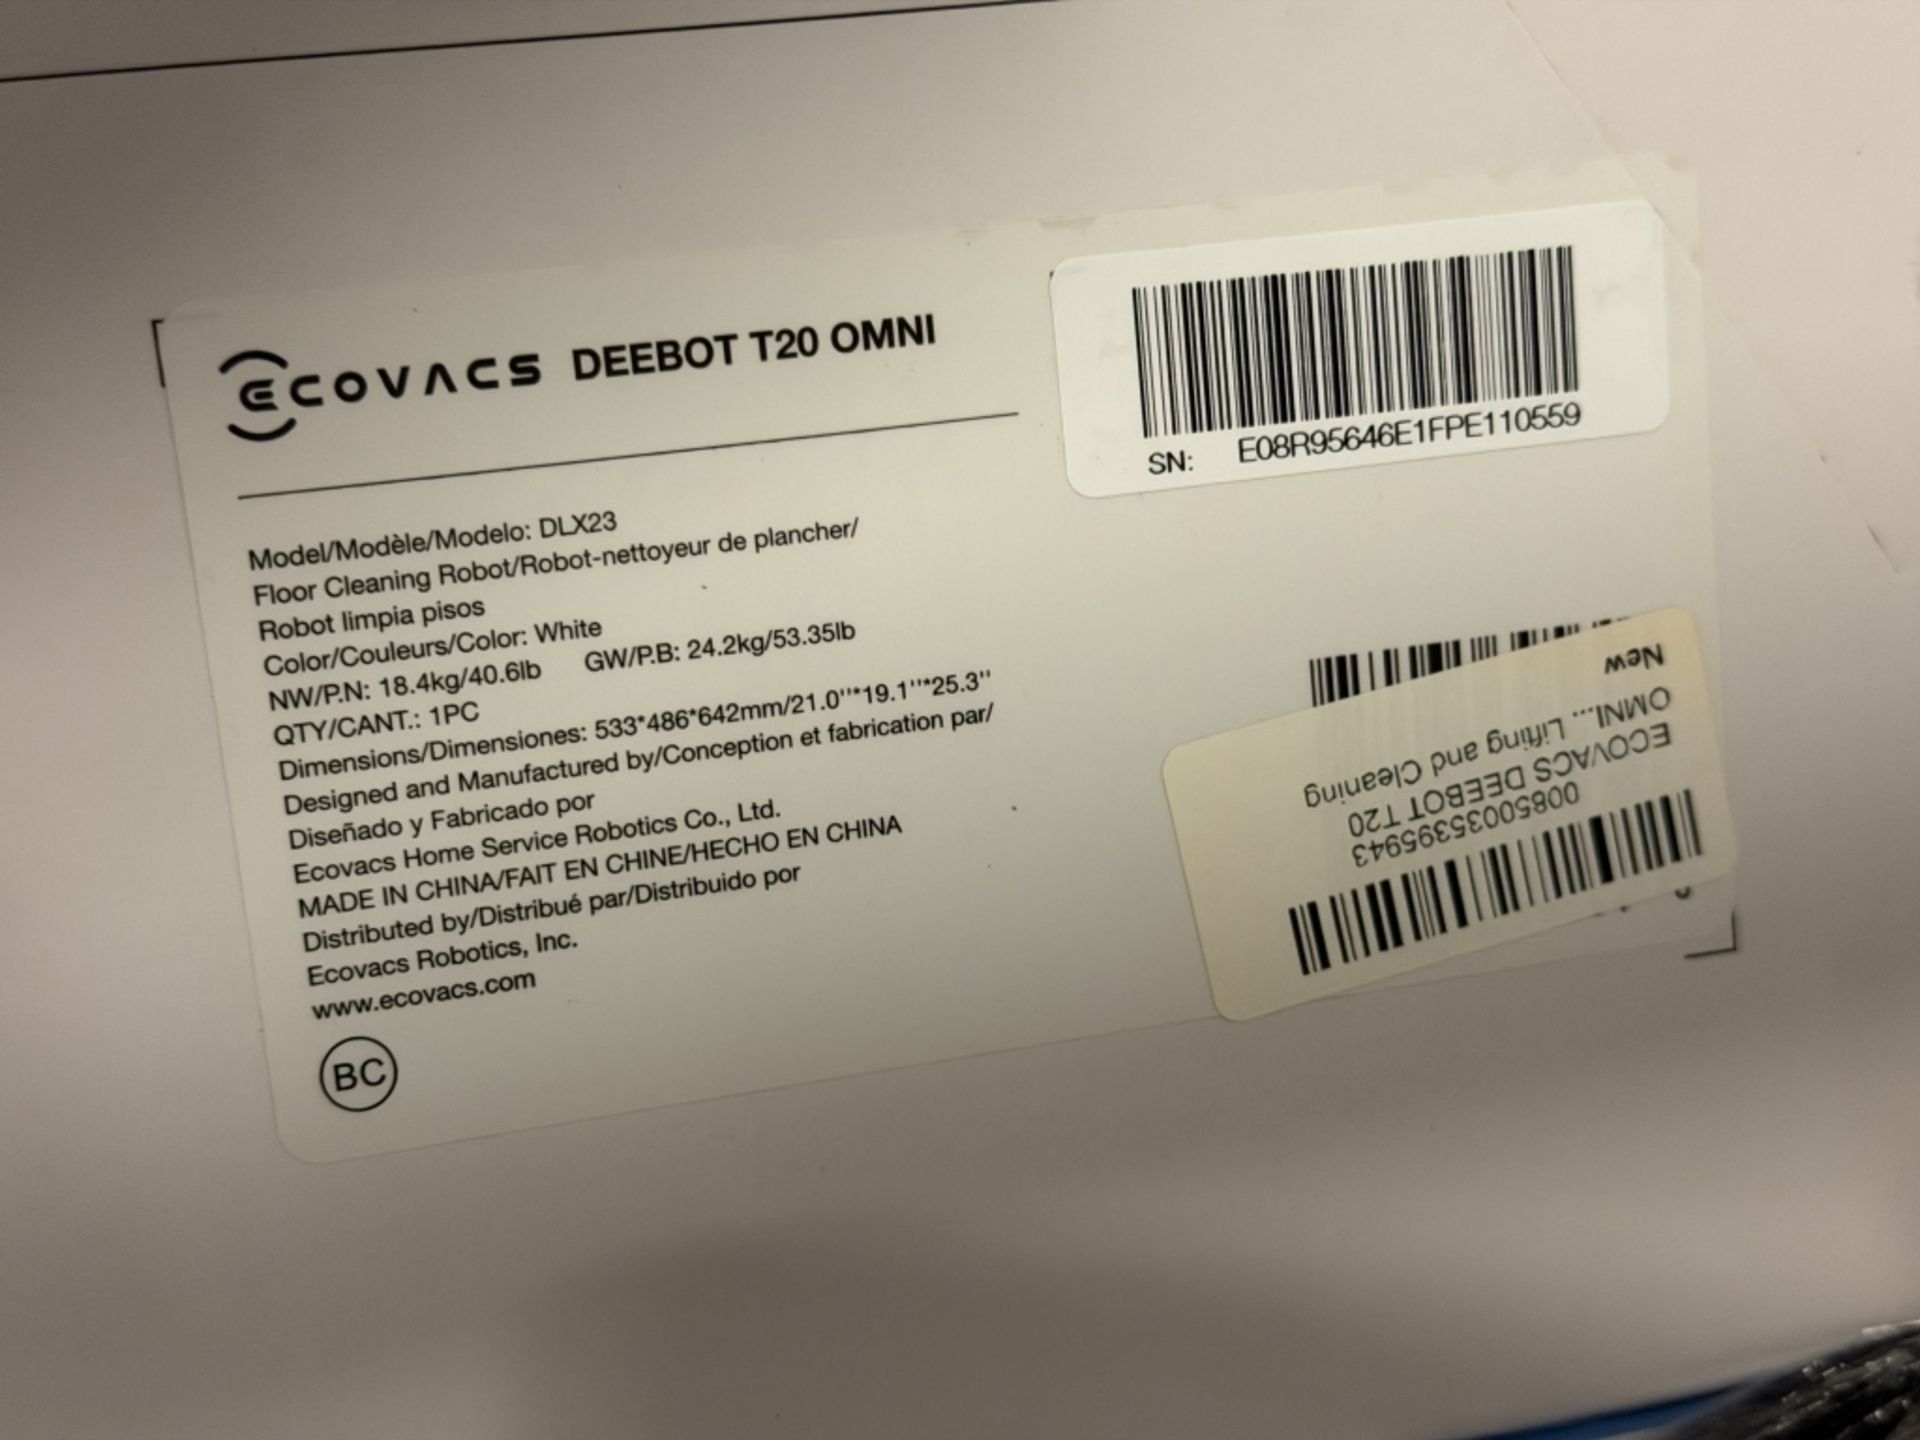 ECOVACS DEEBOT T20 OMNI
Model/Modèle/Modelo: DLX23
Floor Cleaning Robot/Robot-nettoyeur de plancher/
Robot limpia pisos
Color/Couleurs/Color: White
NW/P.N: 18.4kg/40.6lb GW/P.B: 24.2kg/53.35lb
QTY/CANT.: 1PC
Dimensions/Dimensiones: 533*486*642mm/21.0''*19.1''*25.3''
Designed and Manufactured by/Conception et fabrication par/
Diseñado y Fabricado por
Ecovacs Home Service Robotics Co., Ltd.
MADE IN CHINA/FAIT EN CHINE/HECHO EN CHINA
Distributed by/Distribué par/Distribuido por
Ecovacs Robotics, Inc.
www.ecovacs.com
BC
SN: E08R95646E1FPE110559
00850035395943
ECOVACS DEEBOT T20
OMNI... Lifting and Cleaning
New